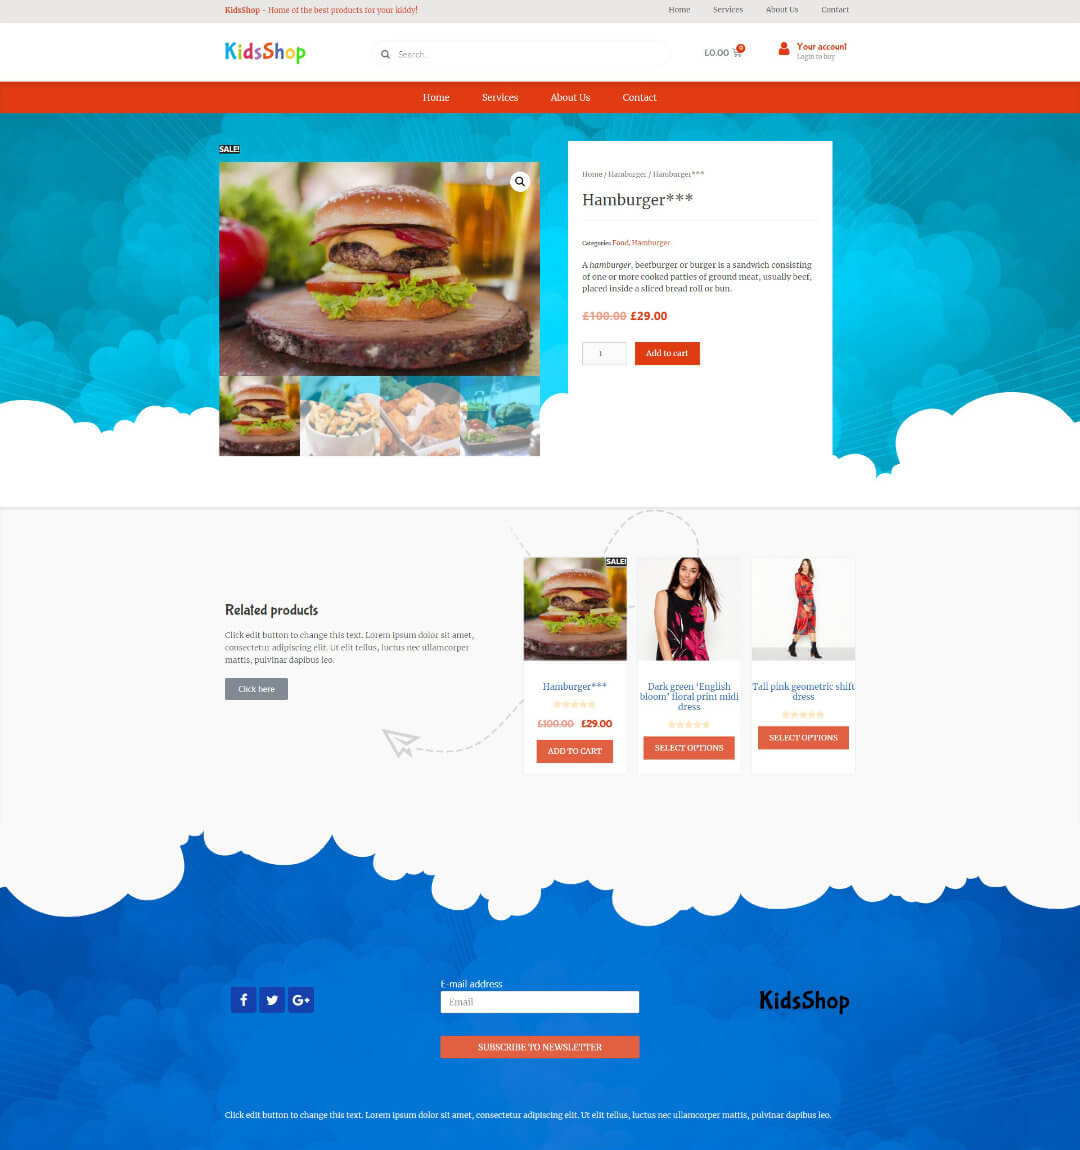 KidsShop - Home of the best products for your kiddy!
Home Services About Us Contact
KidsShop
Search...
£0.00 0
Your account
Login to buy
Home Services About Us Contact
SALE!
Home / Hamburger / Hamburger***
Hamburger***
Categories Food, Hamburger
A hamburger, beefburger or burger is a sandwich consisting
of one or more cooked patties of ground meat, usually beef,
placed inside a sliced bread roll or bun.
£100.00 £29.00
1 Add to cart
Related products
Click edit button to change this text. Lorem ipsum dolor sit amet,
consectetur adipiscing elit. Ut elit tellus, luctus nec ullamcorper
mattis, pulvinar dapibus leo.
Click here
SALE!
Hamburger***
£100.00 £29.00
ADD TO CART
Dark green ‘English
bloom’ floral print midi
dress
SELECT OPTIONS
Tall pink geometric shift
dress
SELECT OPTIONS
f G+
E-mail address
Email
SUBSCRIBE TO NEWSLETTER
KidsShop
Click edit button to change this text. Lorem ipsum dolor sit amet, consectetur adipiscing elit. Ut elit tellus, luctus nec ullamcorper mattis, pulvinar dapibus leo.